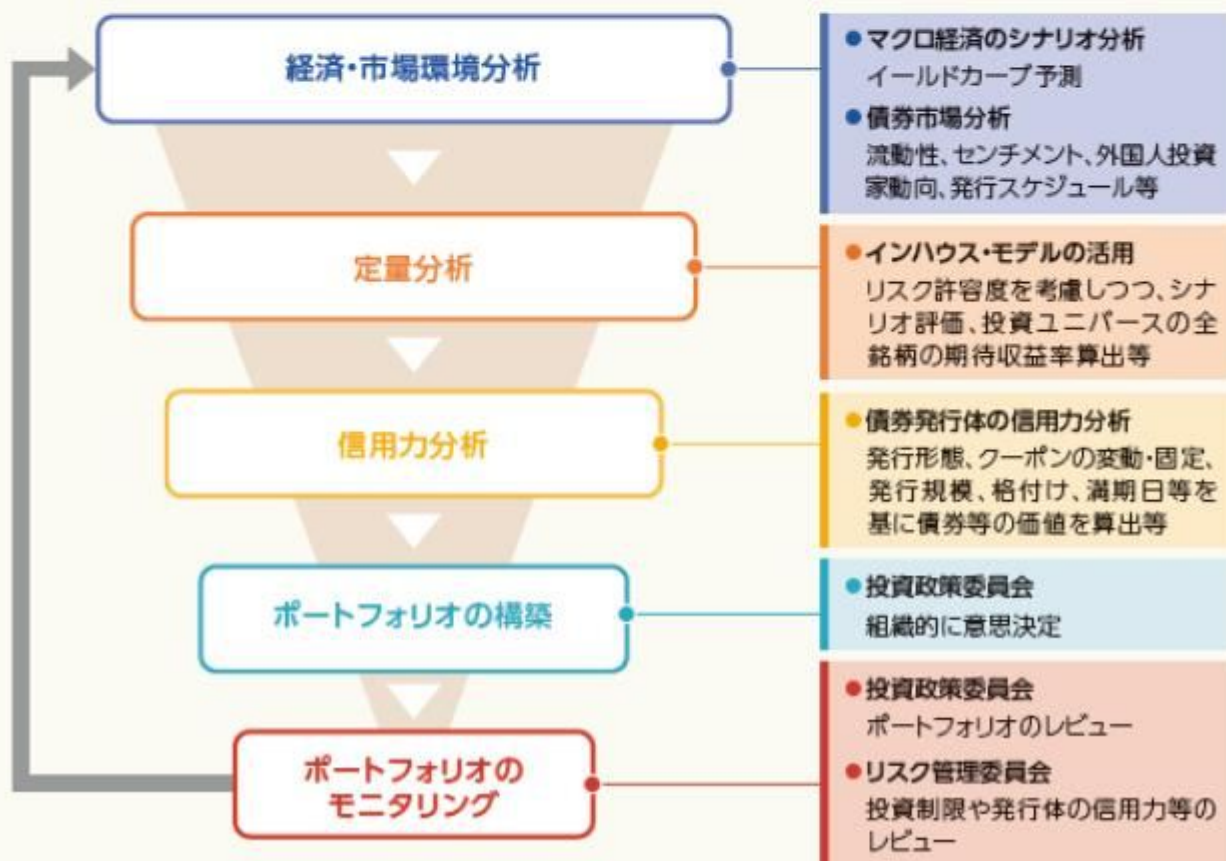 経済・市場環境分析
●マクロ経済のシナリオ分析
イールドカーブ予測
●債券市場分析
流動性、センチメント、外国人投資
家動向、発行スケジュール等
定量分析
●インハウス・モデルの活用
リスク許容度を考慮しつつ、シナ
リオ評価、投資ユニバースの全
銘柄の期待収益率算出等
信用力分析
●債券発行体の信用力分析
発行形態、クーポンの変動・固定、
発行規模、格付け、満期日等を
基に債券等の価値を算出等
ポートフォリオの構築
●投資政策委員会
組織的に意思決定
ポートフォリオの
モニタリング
●投資政策委員会
ポートフォリオのレビュー
●リスク管理委員会
投資制限や発行体の信用力等の
レビュー